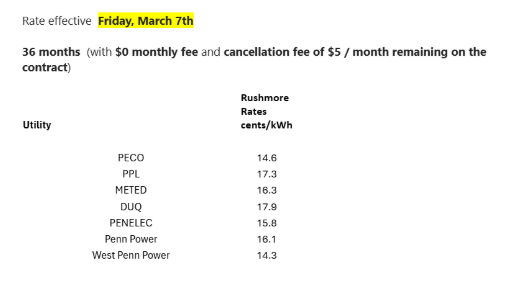 Rate effective Friday, March 7th
36 months (with $0 monthly fee and cancellation fee of $5 / month remaining on the
contract)
Rushmore
Rates
Utility cents/kWh
PECO 14.6
PPL 17.3
METED 16.3
DUQ 17.9
PENELEC 15.8
Penn Power 16.1
West Penn Power 14.3